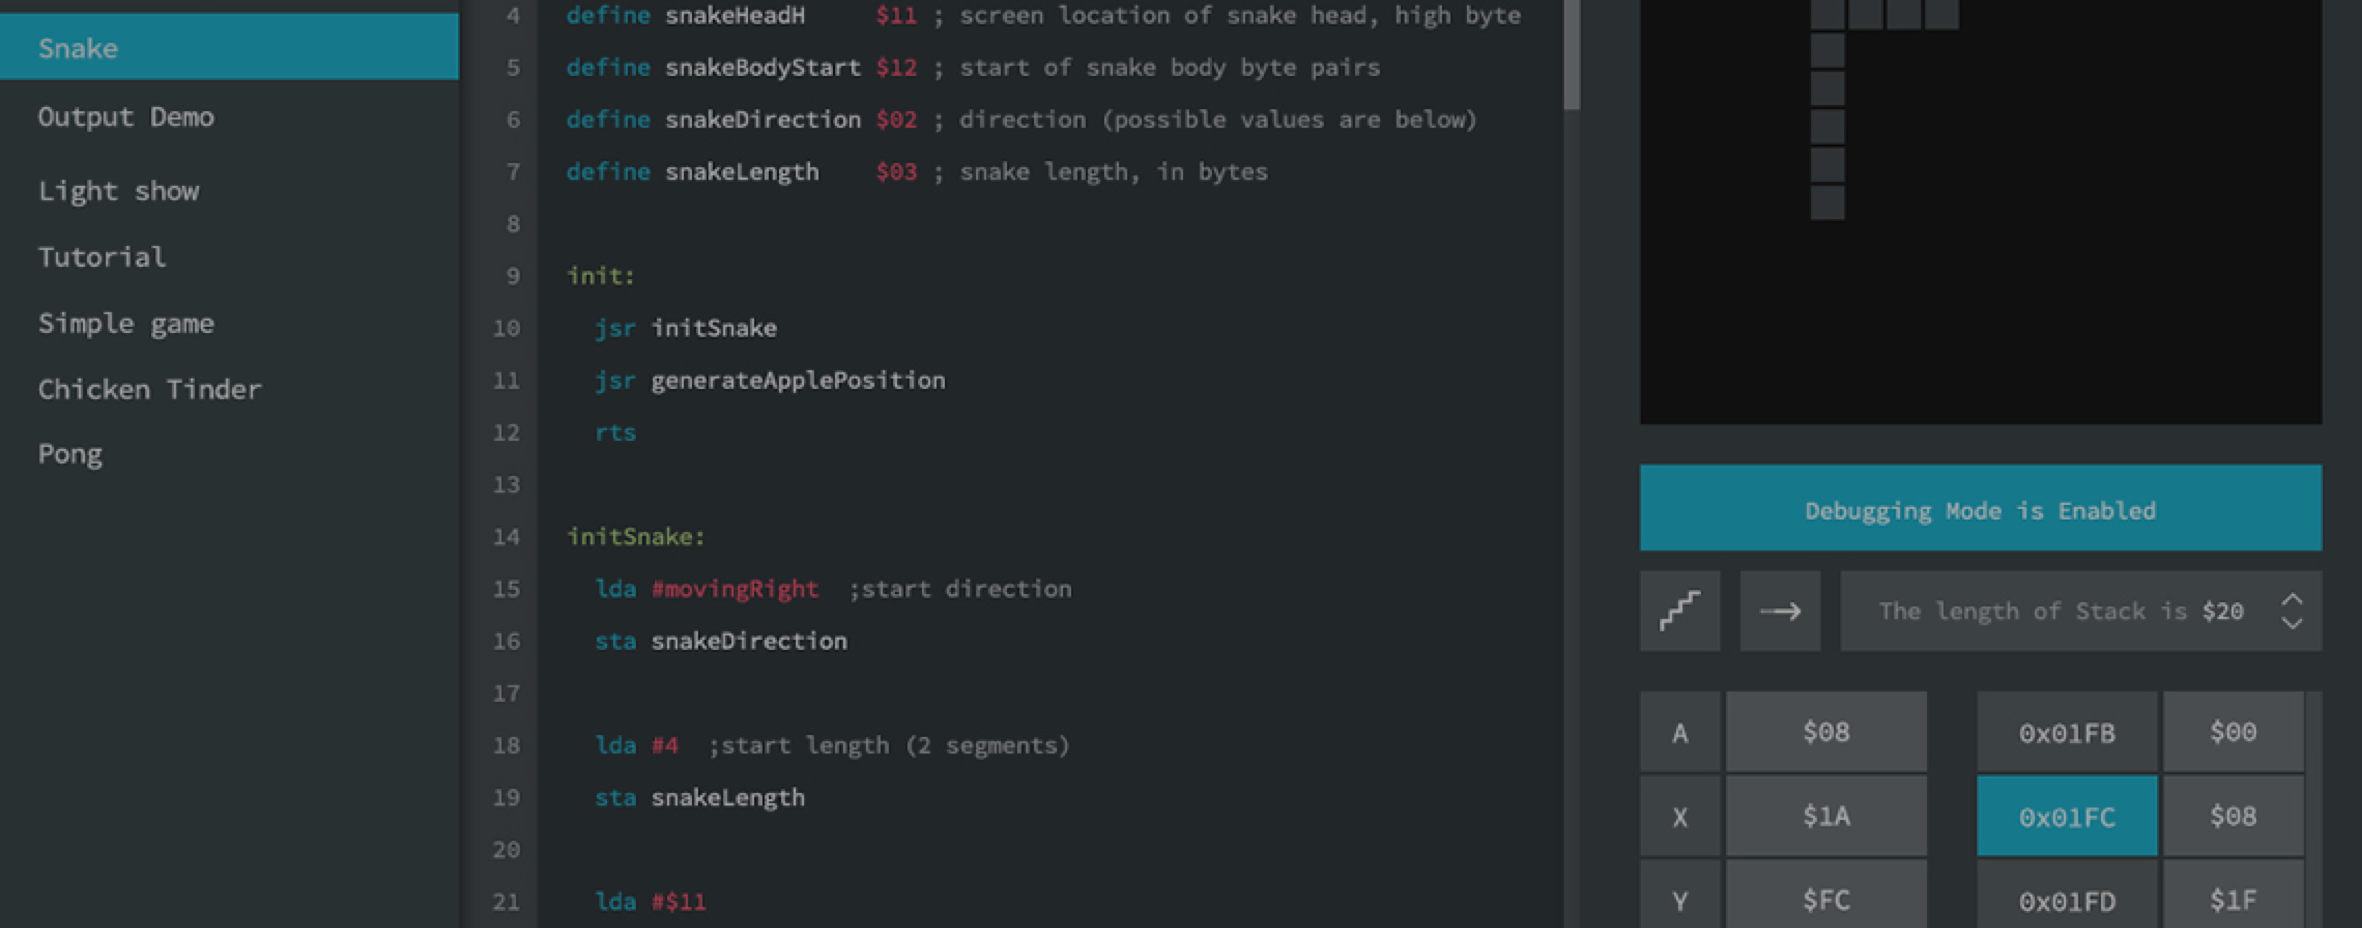 Snake
Output Demo
Light show
Tutorial
Simple game
Chicken Tinder
Pong
4 define snakeHeadH $11 ; screen location of snake head, high byte
5 define snakeBodyStart $12 ; start of snake body byte pairs
6 define snakeDirection $02 ; direction (possible values are below)
7 define snakeLength $03 ; snake length, in bytes
8
9 init:
10 jsr initSnake
11 jsr generateApplePosition
12 rts
13
14 initSnake:
15 lda #movingRight ;start direction
16 sta snakeDirection
17
18 lda #4 ;start length (2 segments)
19 sta snakeLength
20
21 lda #$11
Debugging Mode is Enabled
The length of Stack is $20
A $08 0x01FB $00
X $1A 0x01FC $08
Y $FC 0x01FD $1F